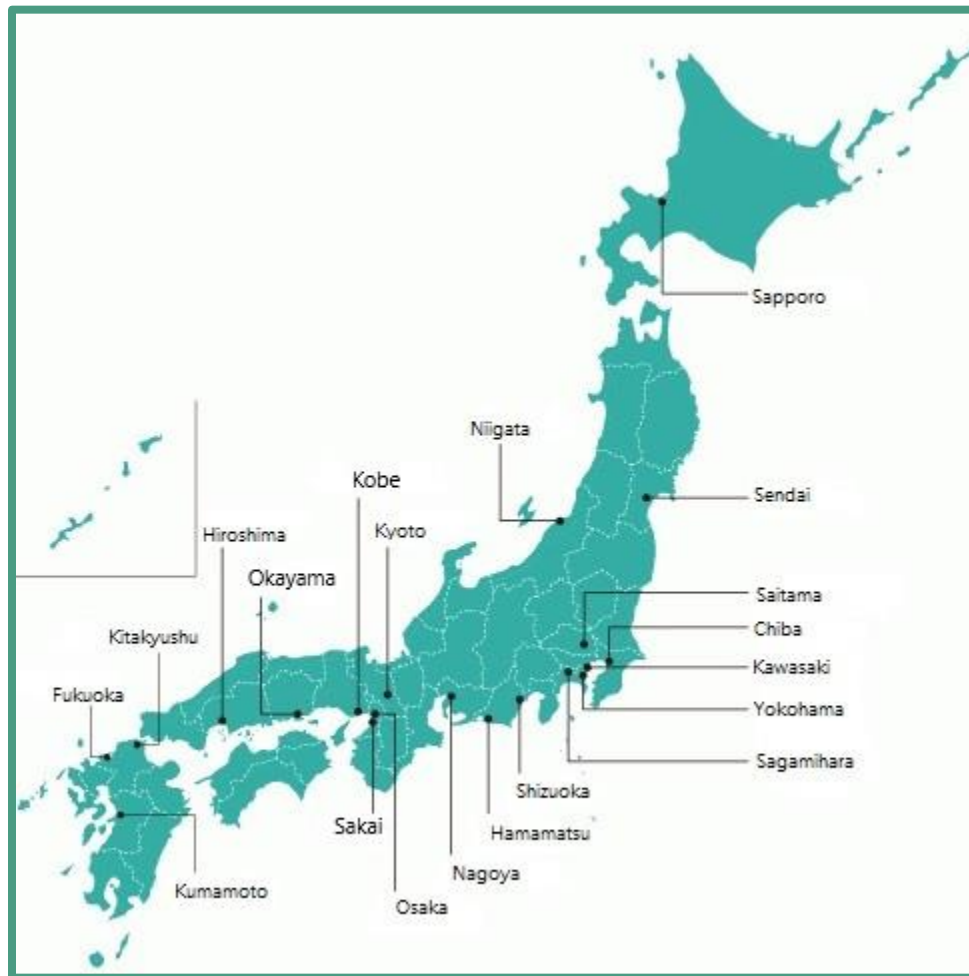 Sapporo
Niigata
Kobe
Sendai
Kyoto
Hiroshima
Okayama
Saitama
Chiba
Kitakyushu
Kawasaki
Fukuoka
Yokohama
Sagamihara
Shizuoka
Sakai
Hamamatsu
Nagoya
Kumamoto
Osaka